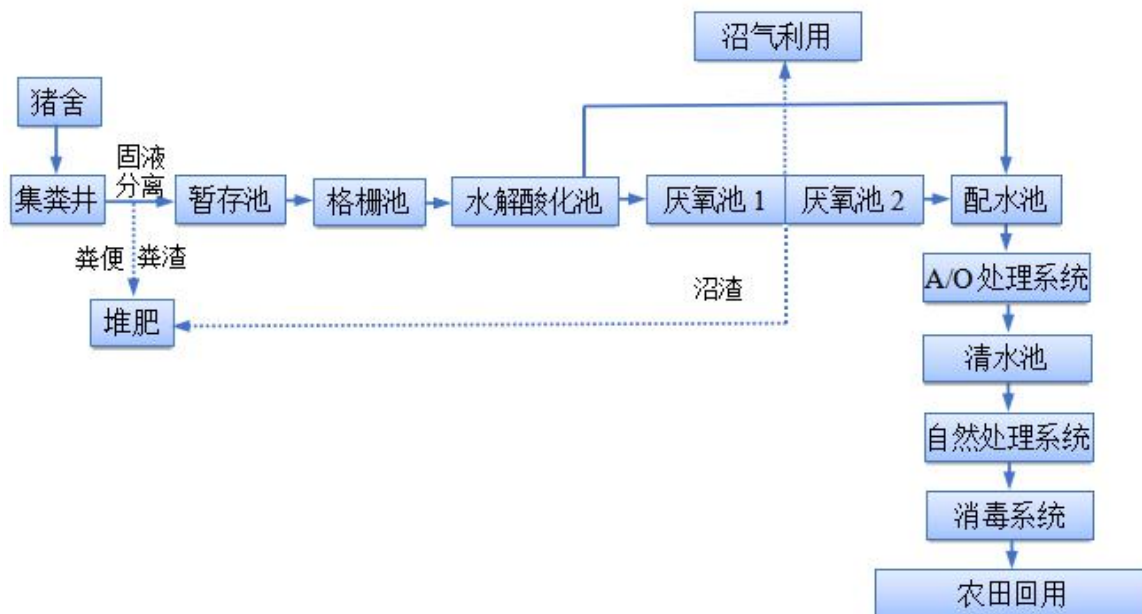 沼气利用
猪舍
固液
分离
集粪井
暂存池
格栅池
水解酸化池
厌氧池 1
厌氧池 2
配水池
粪便
粪渣
沼渣
A/O 处理系统
堆肥
清水池
自然处理系统
消毒系统
农田回用